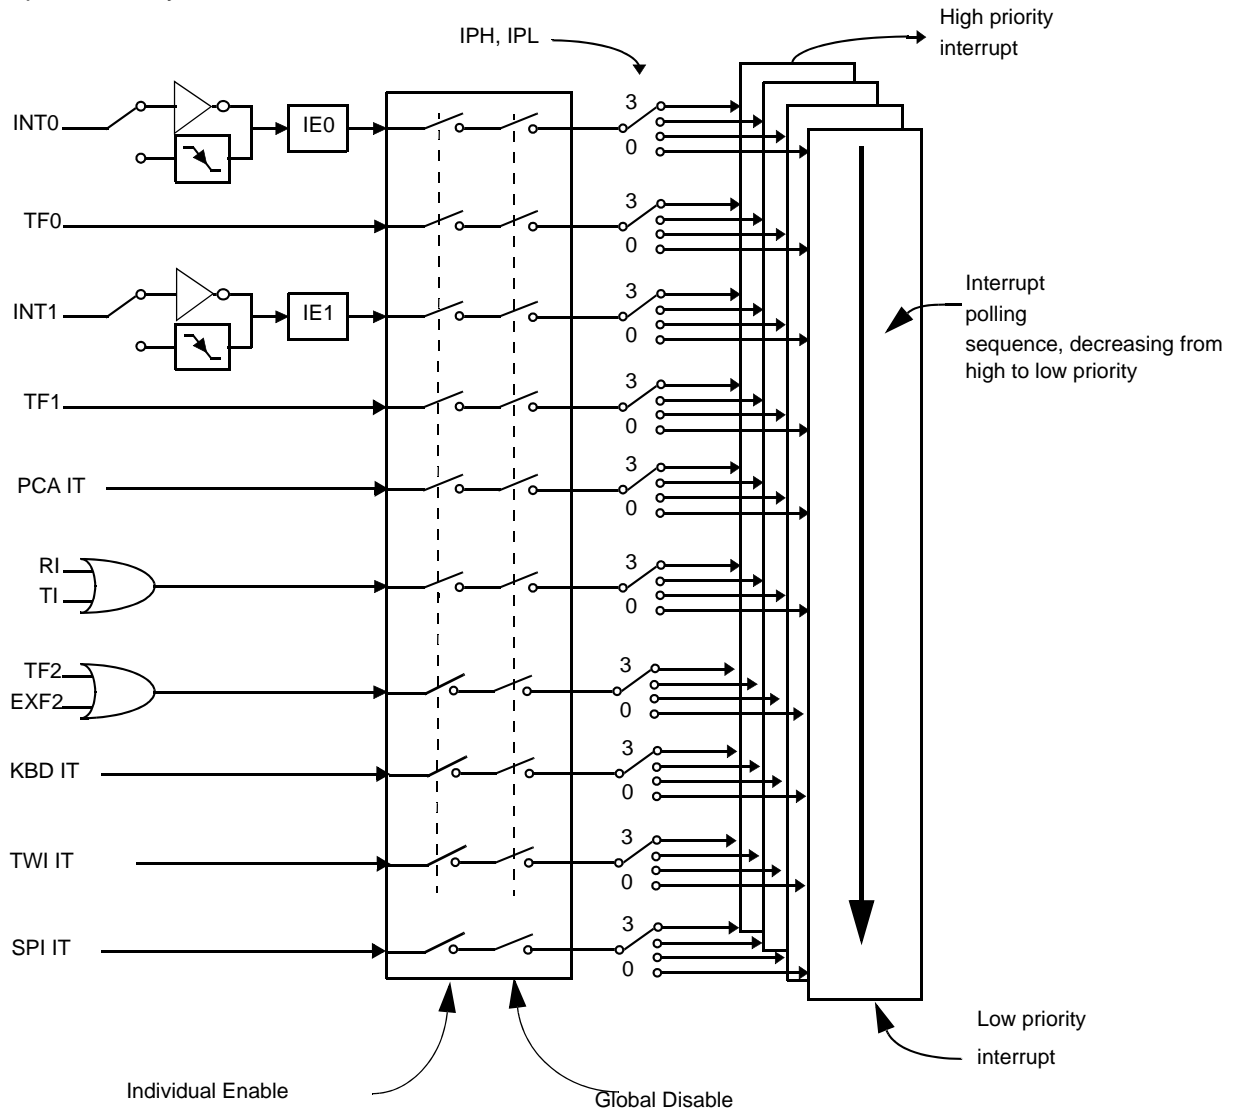 High priority
interrupt
IPH, IPL
INT0
IE0
3
0
TF0
3
0
INT1
IE1
3
0
Interrupt
polling
sequence, decreasing from
high to low priority
TF1
3
0
PCA IT
3
0
RI
TI
3
0
TF2
EXF2
3
0
KBD IT
3
0
TWI IT
3
0
SPI IT
3
0
Low priority
interrupt
Individual Enable
Global Disable